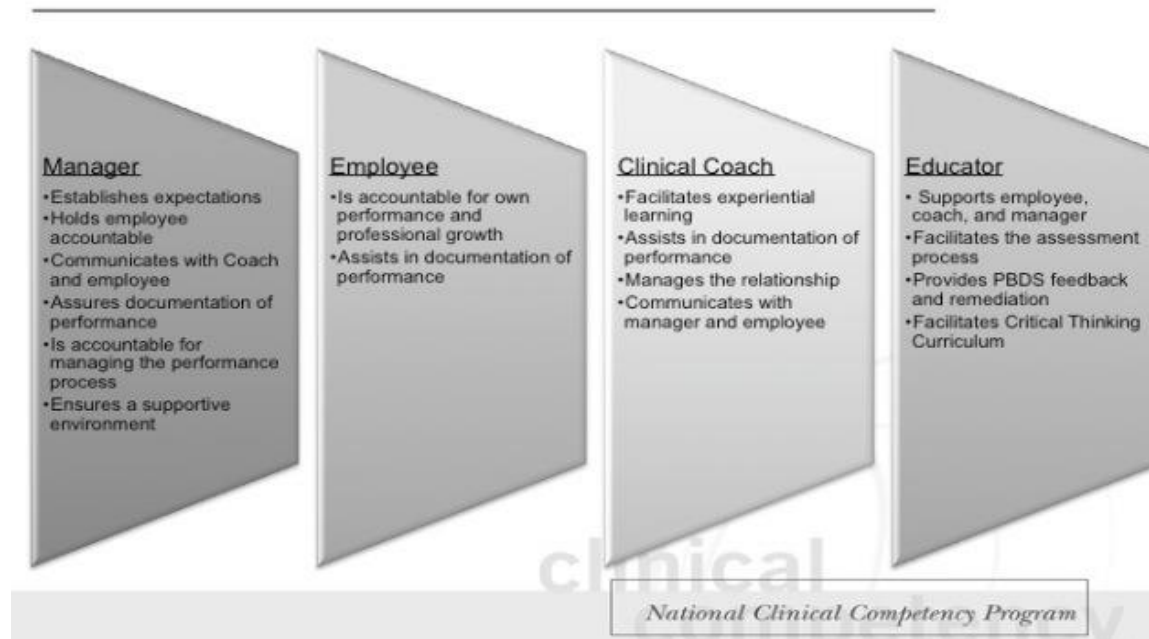 Manager
•Establishes expectations
•Holds employee
accountable
•Communicates with Coach
and employee
•Assures documentation of
performance
•Is accountable for
managing the performance
process
•Ensures a supportive
environment
Employee
•Is accountable for own
performance and
professional growth
•Assists in documentation of
performance
Clinical Coach
•Facilitates experiential
learning
•Assists in documentation of
performance
•Manages the relationship
•Communicates with
manager and employee
Educator
• Supports employee,
coach, and manager
•Facilitates the assessment
process
•Provides PBDS feedback
and remediation
•Facilitates Critical Thinking
Curriculum
clinical
competency
National Clinical Competency Program